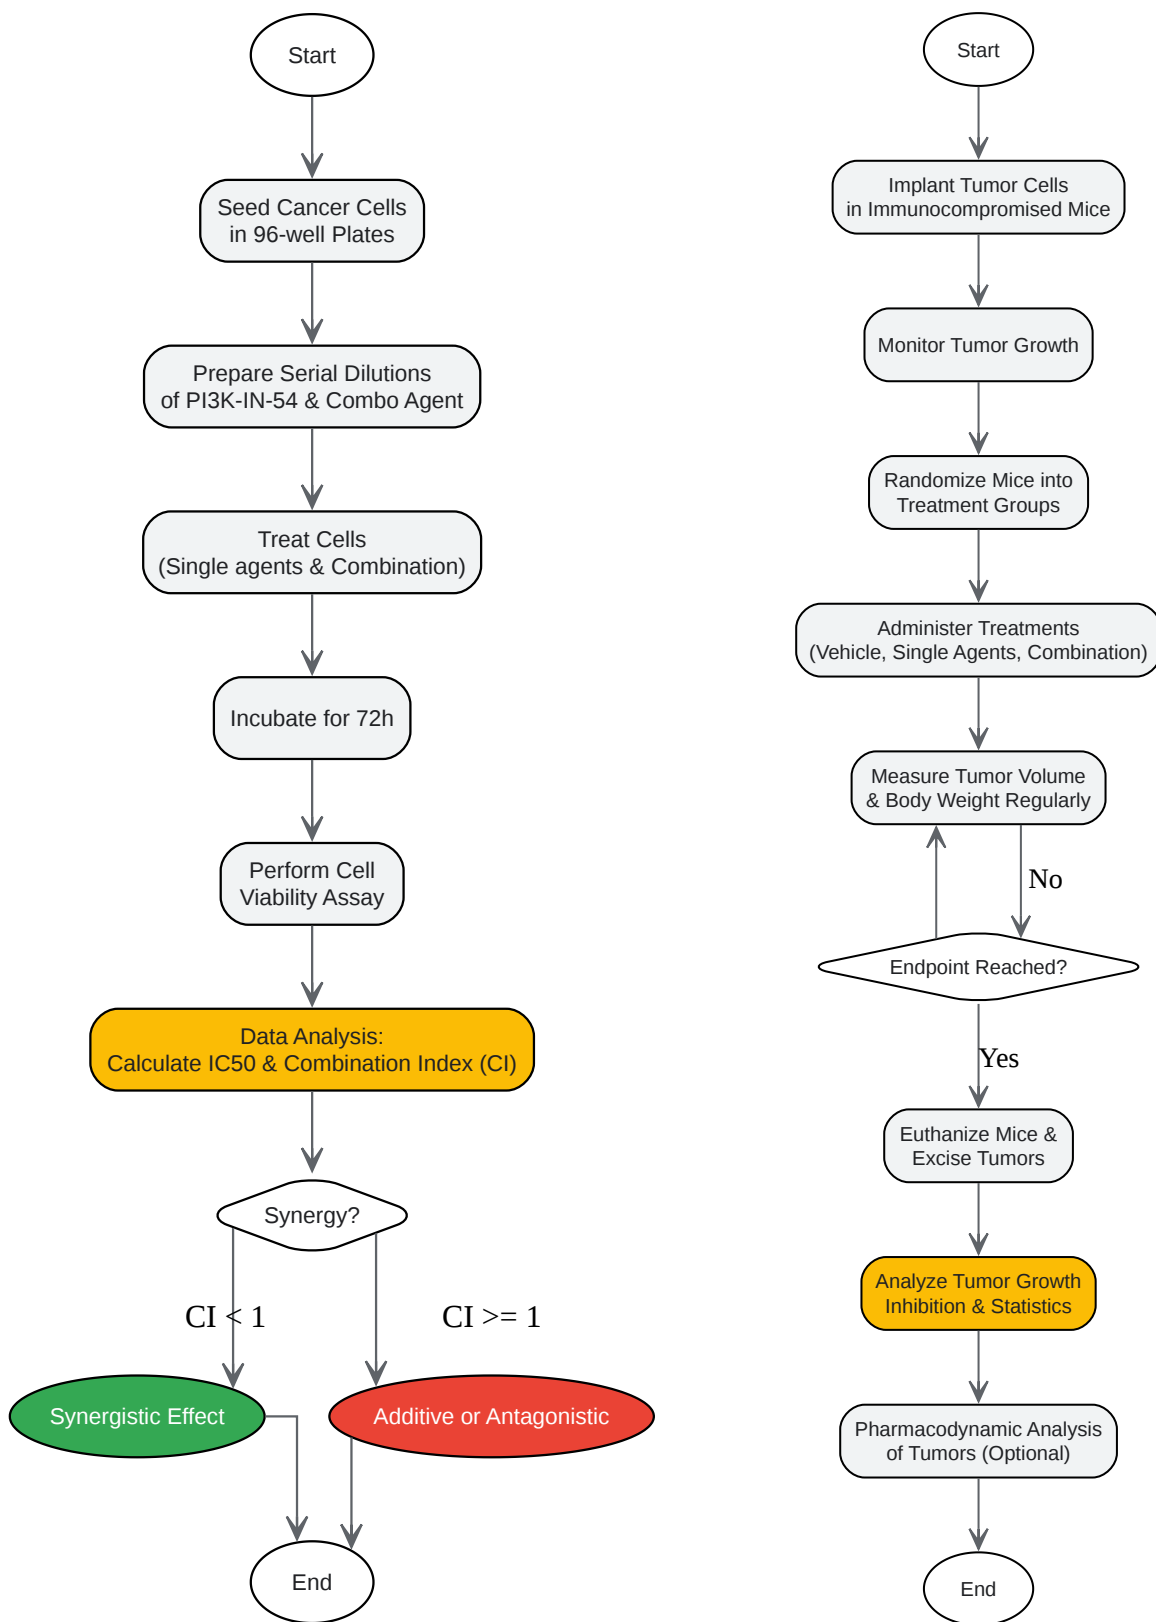 Start
Seed Cancer Cells
in 96-well Plates
Prepare Serial Dilutions
of PI3K-IN-54 & Combo Agent
Treat Cells
(Single agents & Combination)
Incubate for 72h
Perform Cell
Viability Assay
Data Analysis:
Calculate IC50 & Combination Index (CI)
Synergy?
CI < 1
CI >= 1
Synergistic Effect
Additive or Antagonistic
End
Start
Implant Tumor Cells
in Immunocompromised Mice
Monitor Tumor Growth
Randomize Mice into
Treatment Groups
Administer Treatments
(Vehicle, Single Agents, Combination)
Measure Tumor Volume
& Body Weight Regularly
No
Endpoint Reached?
Yes
Euthanize Mice &
Excise Tumors
Analyze Tumor Growth
Inhibition & Statistics
Pharmacodynamic Analysis
of Tumors (Optional)
End